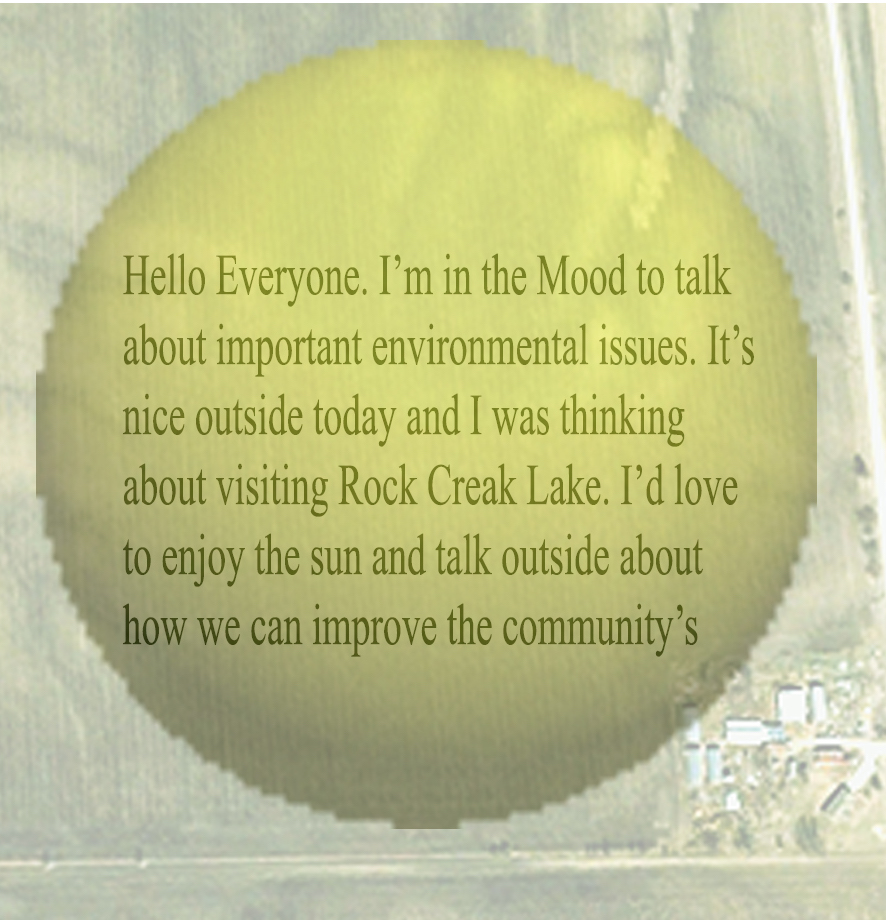 Hello Everyone. I’m in the Mood to talk
about important environmental issues. It’s
nice outside today and I was thinking
about visiting Rock Creak Lake. I’d love
to enjoy the sun and talk outside about
how we can improve the community’s